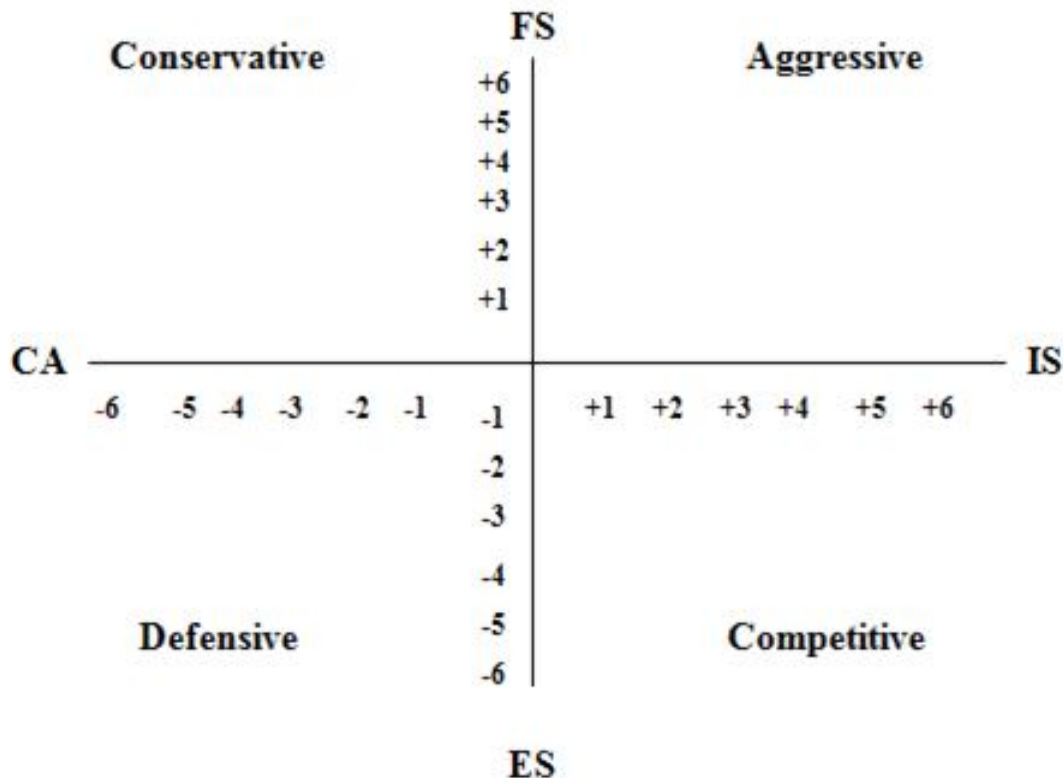 FS
Conservative
Aggressive
+6
+5
+4
+3
+2
+1
CA
IS
-6 -5 -4 -3 -2 -1
-1
+1 +2 +3 +4 +5 +6
-2
-3
-4
-5
-6
Defensive
Competitive
ES